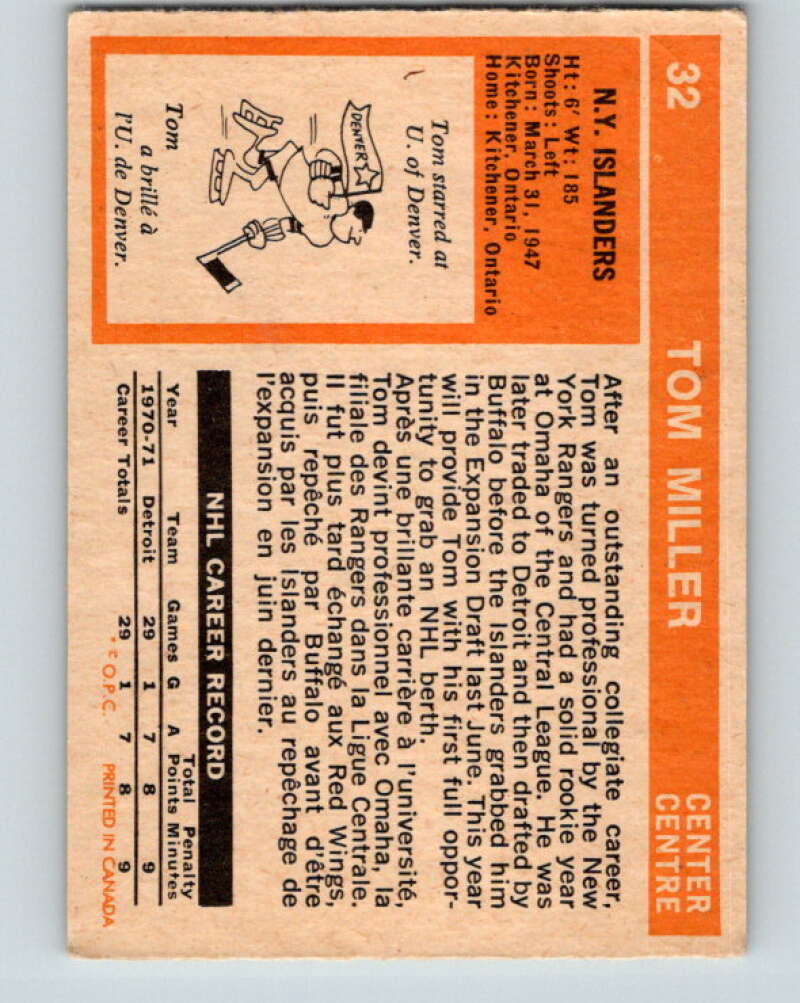 32 TOM MILLER CENTER
CENTRE
N.Y. ISLANDERS
Ht: 6' Wt: 185
Shoots: Left
Born: March 31, 1947
Kitchener, Ontario
Home: Kitchener, Ontario
Tom starred at
U. of Denver.
DENVER
Tom
a brillé à
l'U. de Denver.
After an outstanding collegiate career,
Tom was turned professional by the New
York Rangers and had a solid rookie year
at Omaha of the Central League. He was
later traded to Detroit and then drafted by
Buffalo before the Islanders grabbed him
in the Expansion Draft last June. This year
will provide Tom with his first full oppor-
tunity to grab an NHL berth.
Après une brillante carrière à l'université,
Tom devint professionnel avec Omaha, la
filiale des Rangers dans la Ligue Centrale.
Il fut plus tard échangé aux Red Wings,
puis repêché par Buffalo avant d'être
acquis par les Islanders au repêchage de
l'expansion en juin dernier.
NHL CAREER RECORD
Total Penalty
Year Team Games G A Points Minutes
1970-71 Detroit 29 1 7 8 9
Career Totals 29 1 7 8 9
* © O.P.C. PRINTED IN CANADA